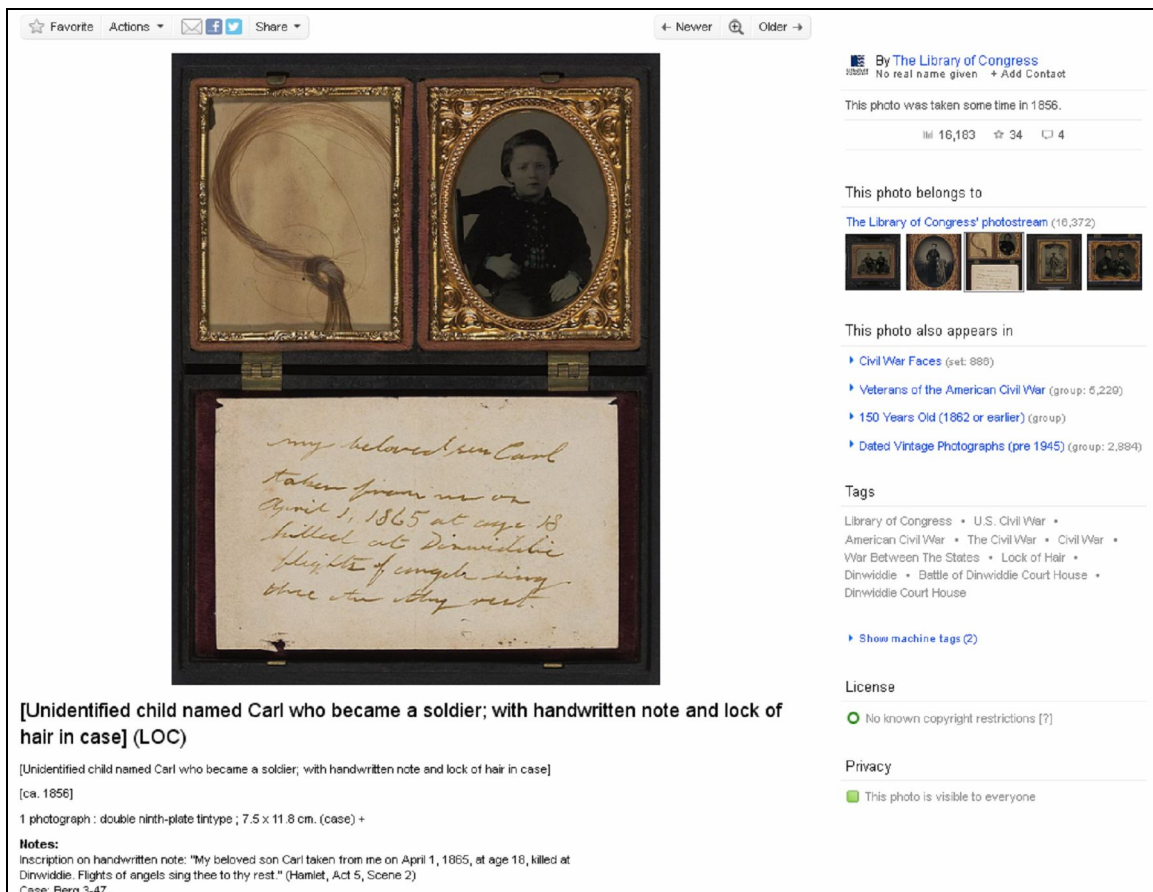 Favorite Actions Share
← Newer Older →
my beloved son Carl
taken from me on
April 1, 1865 at age 18
killed at Dinwiddie
flights of angels sing
thee to thy rest.
[Unidentified child named Carl who became a soldier; with handwritten note and lock of
hair in case] (LOC)
[Unidentified child named Carl who became a soldier; with handwritten note and lock of hair in case]
[ca. 1856]
1 photograph : double ninth-plate tintype ; 7.5 x 11.8 cm. (case) +
Notes:
Inscription on handwritten note: "My beloved son Carl taken from me on April 1, 1865, at age 18, killed at
Dinwiddie. Flights of angels sing thee to thy rest." (Hamlet, Act 5, Scene 2)
Case: Berg 3-47
By The Library of Congress
No real name given + Add Contact
This photo was taken some time in 1856.
16,183 34 4
This photo belongs to
The Library of Congress' photostream (16,372)
This photo also appears in
Civil War Faces (set: 886)
Veterans of the American Civil War (group: 6,229)
150 Years Old (1862 or earlier) (group)
Dated Vintage Photographs (pre 1945) (group: 2,884)
Tags
Library of Congress • U.S. Civil War •
American Civil War • The Civil War • Civil War •
War Between The States • Lock of Hair •
Dinwiddie • Battle of Dinwiddie Court House •
Dinwiddie Court House
Show machine tags (2)
License
No known copyright restrictions [?]
Privacy
This photo is visible to everyone